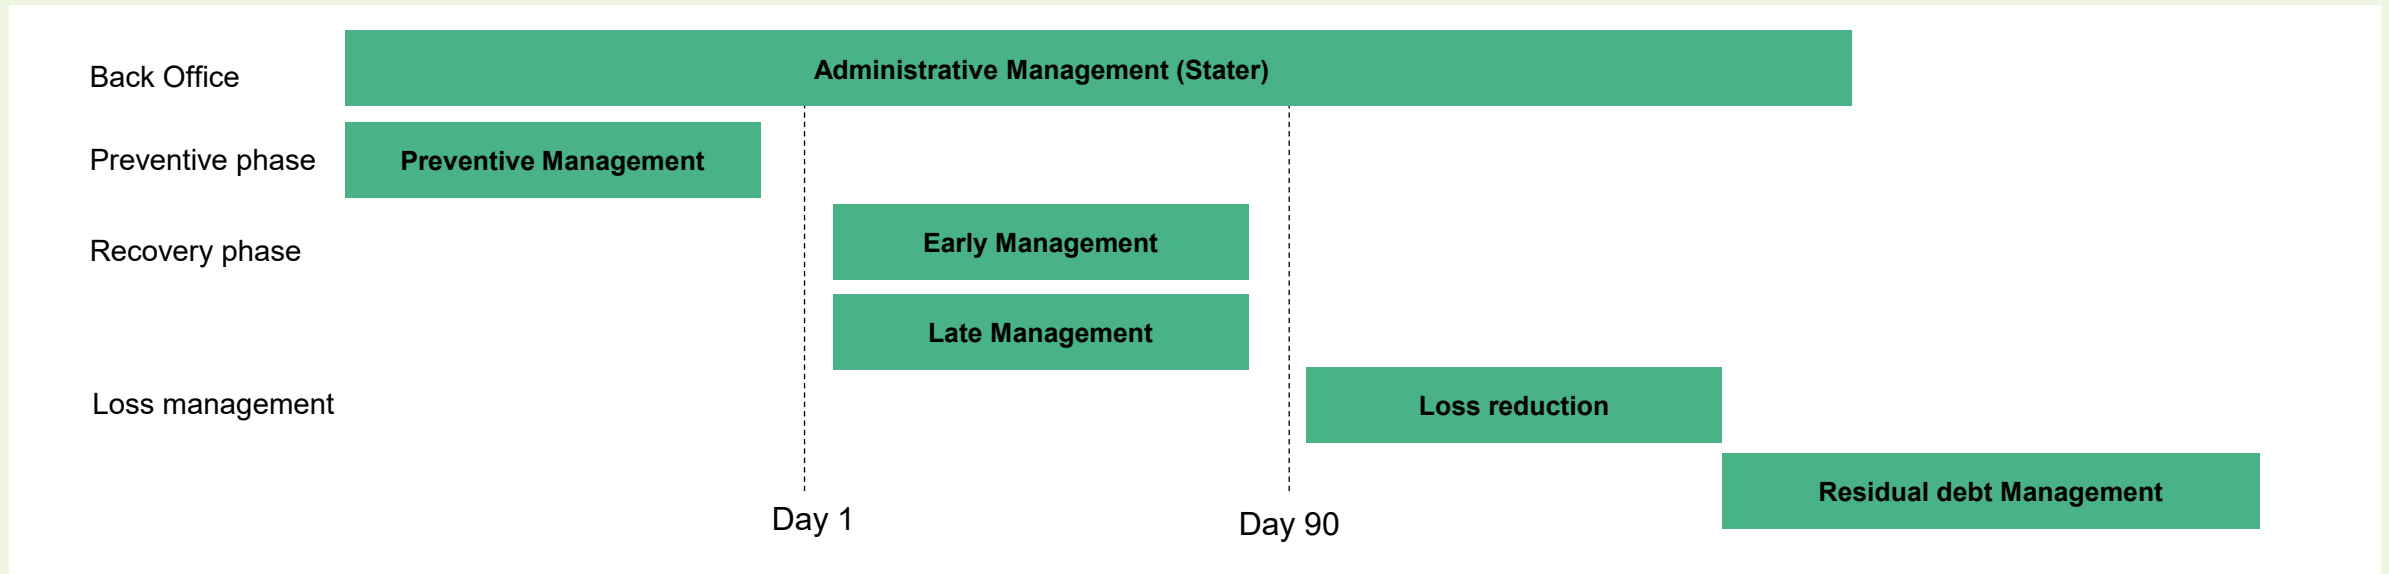 Back Office
Administrative Management (Stater)
Preventive phase
Preventive Management
Recovery phase
Early Management
Late Management
Loss management
Loss reduction
Residual debt Management
Day 1
Day 90